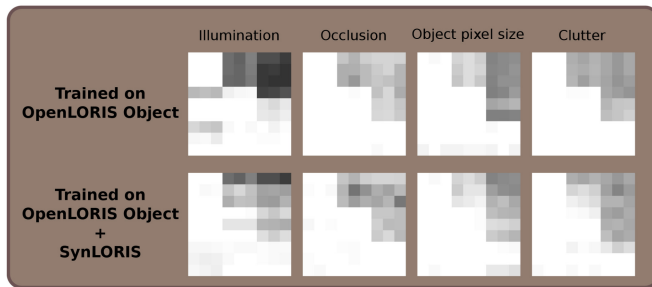 Illumination Occlusion Object pixel size Clutter
Trained on
OpenLORIS Object
Trained on
OpenLORIS Object
+
SynLORIS